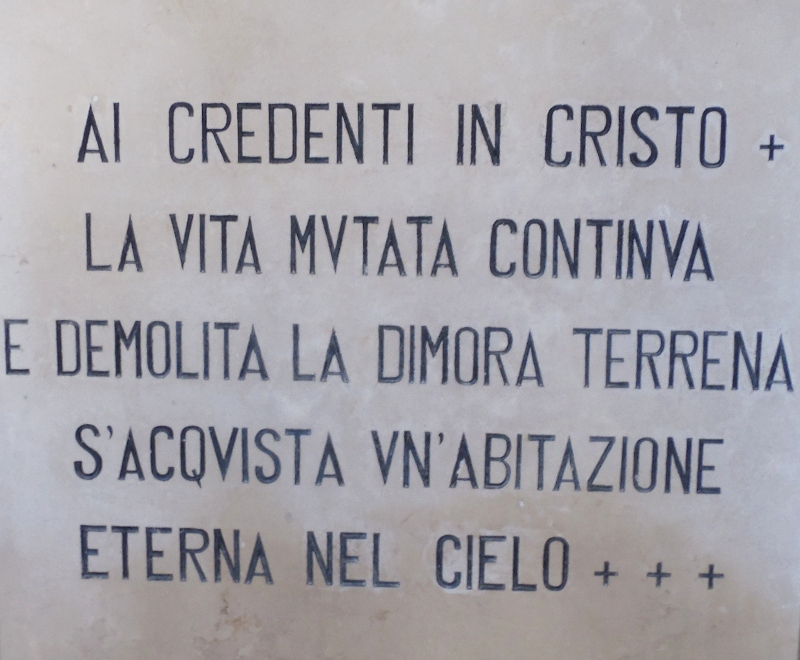 AI CREDENTI IN CRISTO +
LA VITA MVTATA CONTINVA
E DEMOLITA LA DIMORA TERRENA
S'ACQVISTA VN'ABITAZIONE
ETERNA NEL CIELO + + +